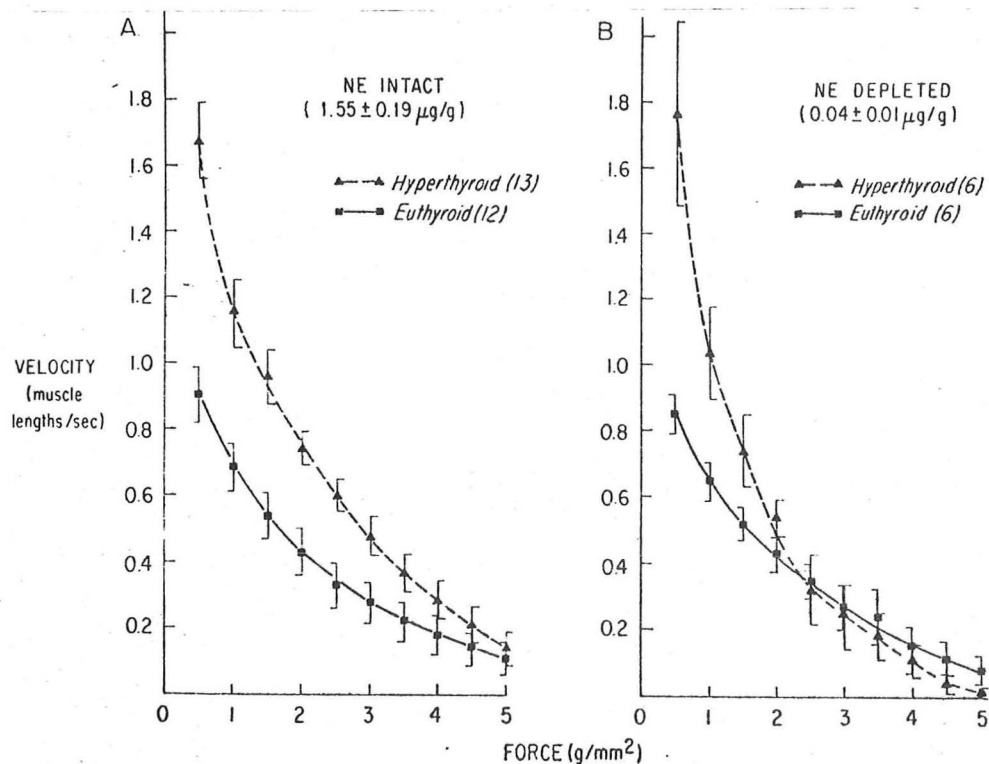 A
NE INTACT
(1.55 ± 0.19 µg/g)
Hyperthyroid (13)
Euthyroid (12)
1.8
1.6
1.4
1.2
1.0
0.8
0.6
0.4
0.2
VELOCITY
(muscle
lengths/sec)
0
1
2
3
4
5
B
NE DEPLETED
(0.04 ± 0.01 µg/g)
Hyperthyroid (6)
Euthyroid (6)
1.8
1.6
1.4
1.2
1.0
0.8
0.6
0.4
0.2
0
1
2
3
4
5
FORCE (g/mm²)